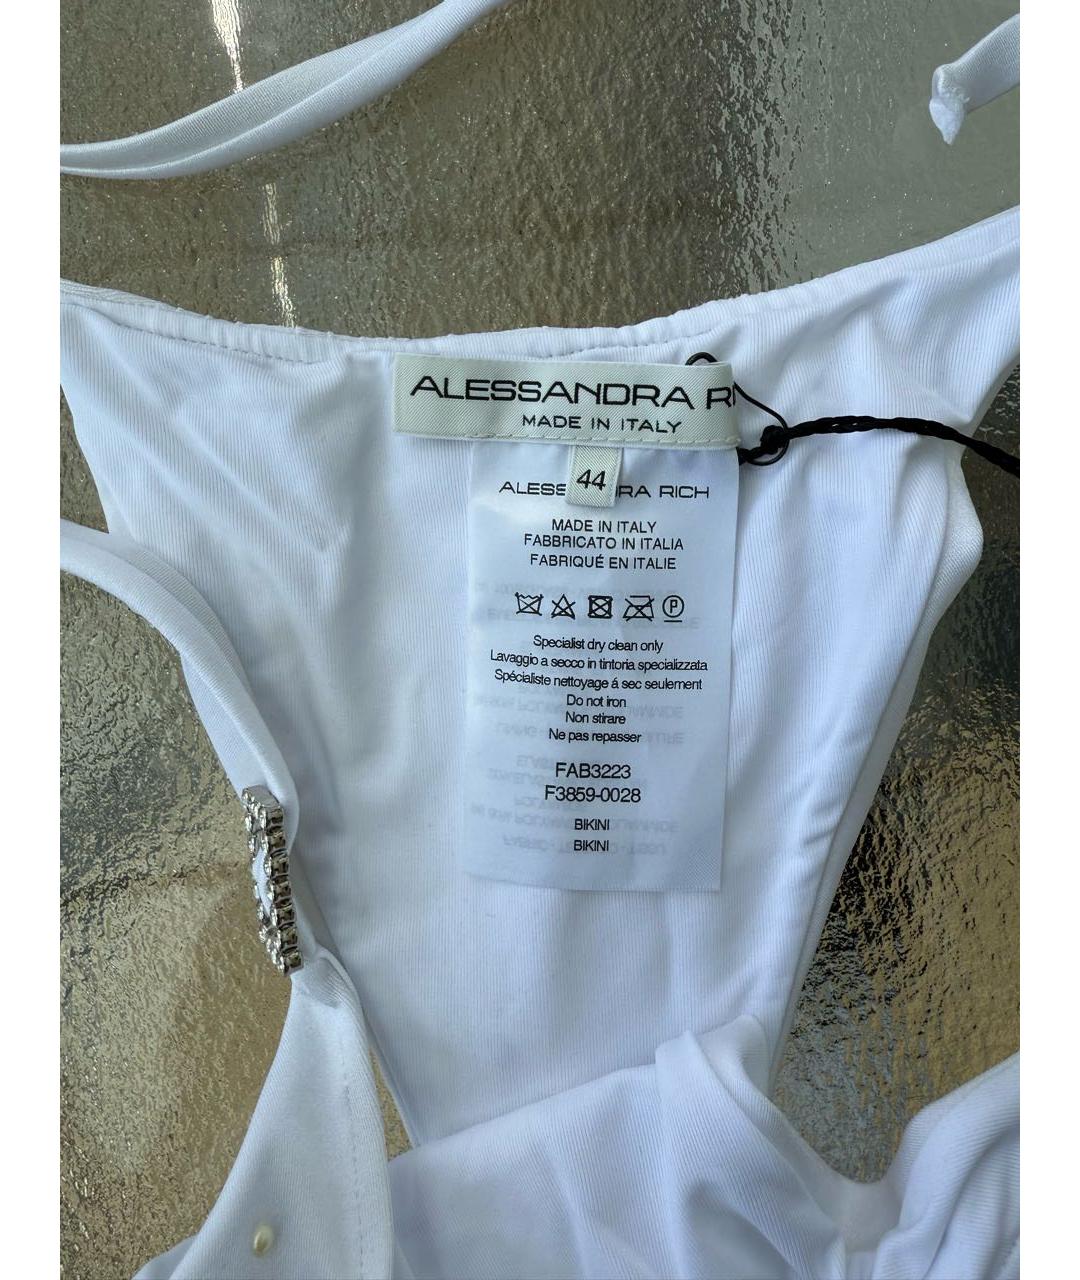 ALESSANDRA RI
MADE IN ITALY
44
ALESS RA RICH
MADE IN ITALY
FABBRICATO IN ITALIA
FABRIQUÉ EN ITALIE
P
Specialist dry clean only
Lavaggio a secco in tintoria specializzata
Spécialiste nettoyage á sec seulement
Do not iron
Non stirare
Ne pas repasser
FAB3223
F3859-0028
BIKINI
BIKINI